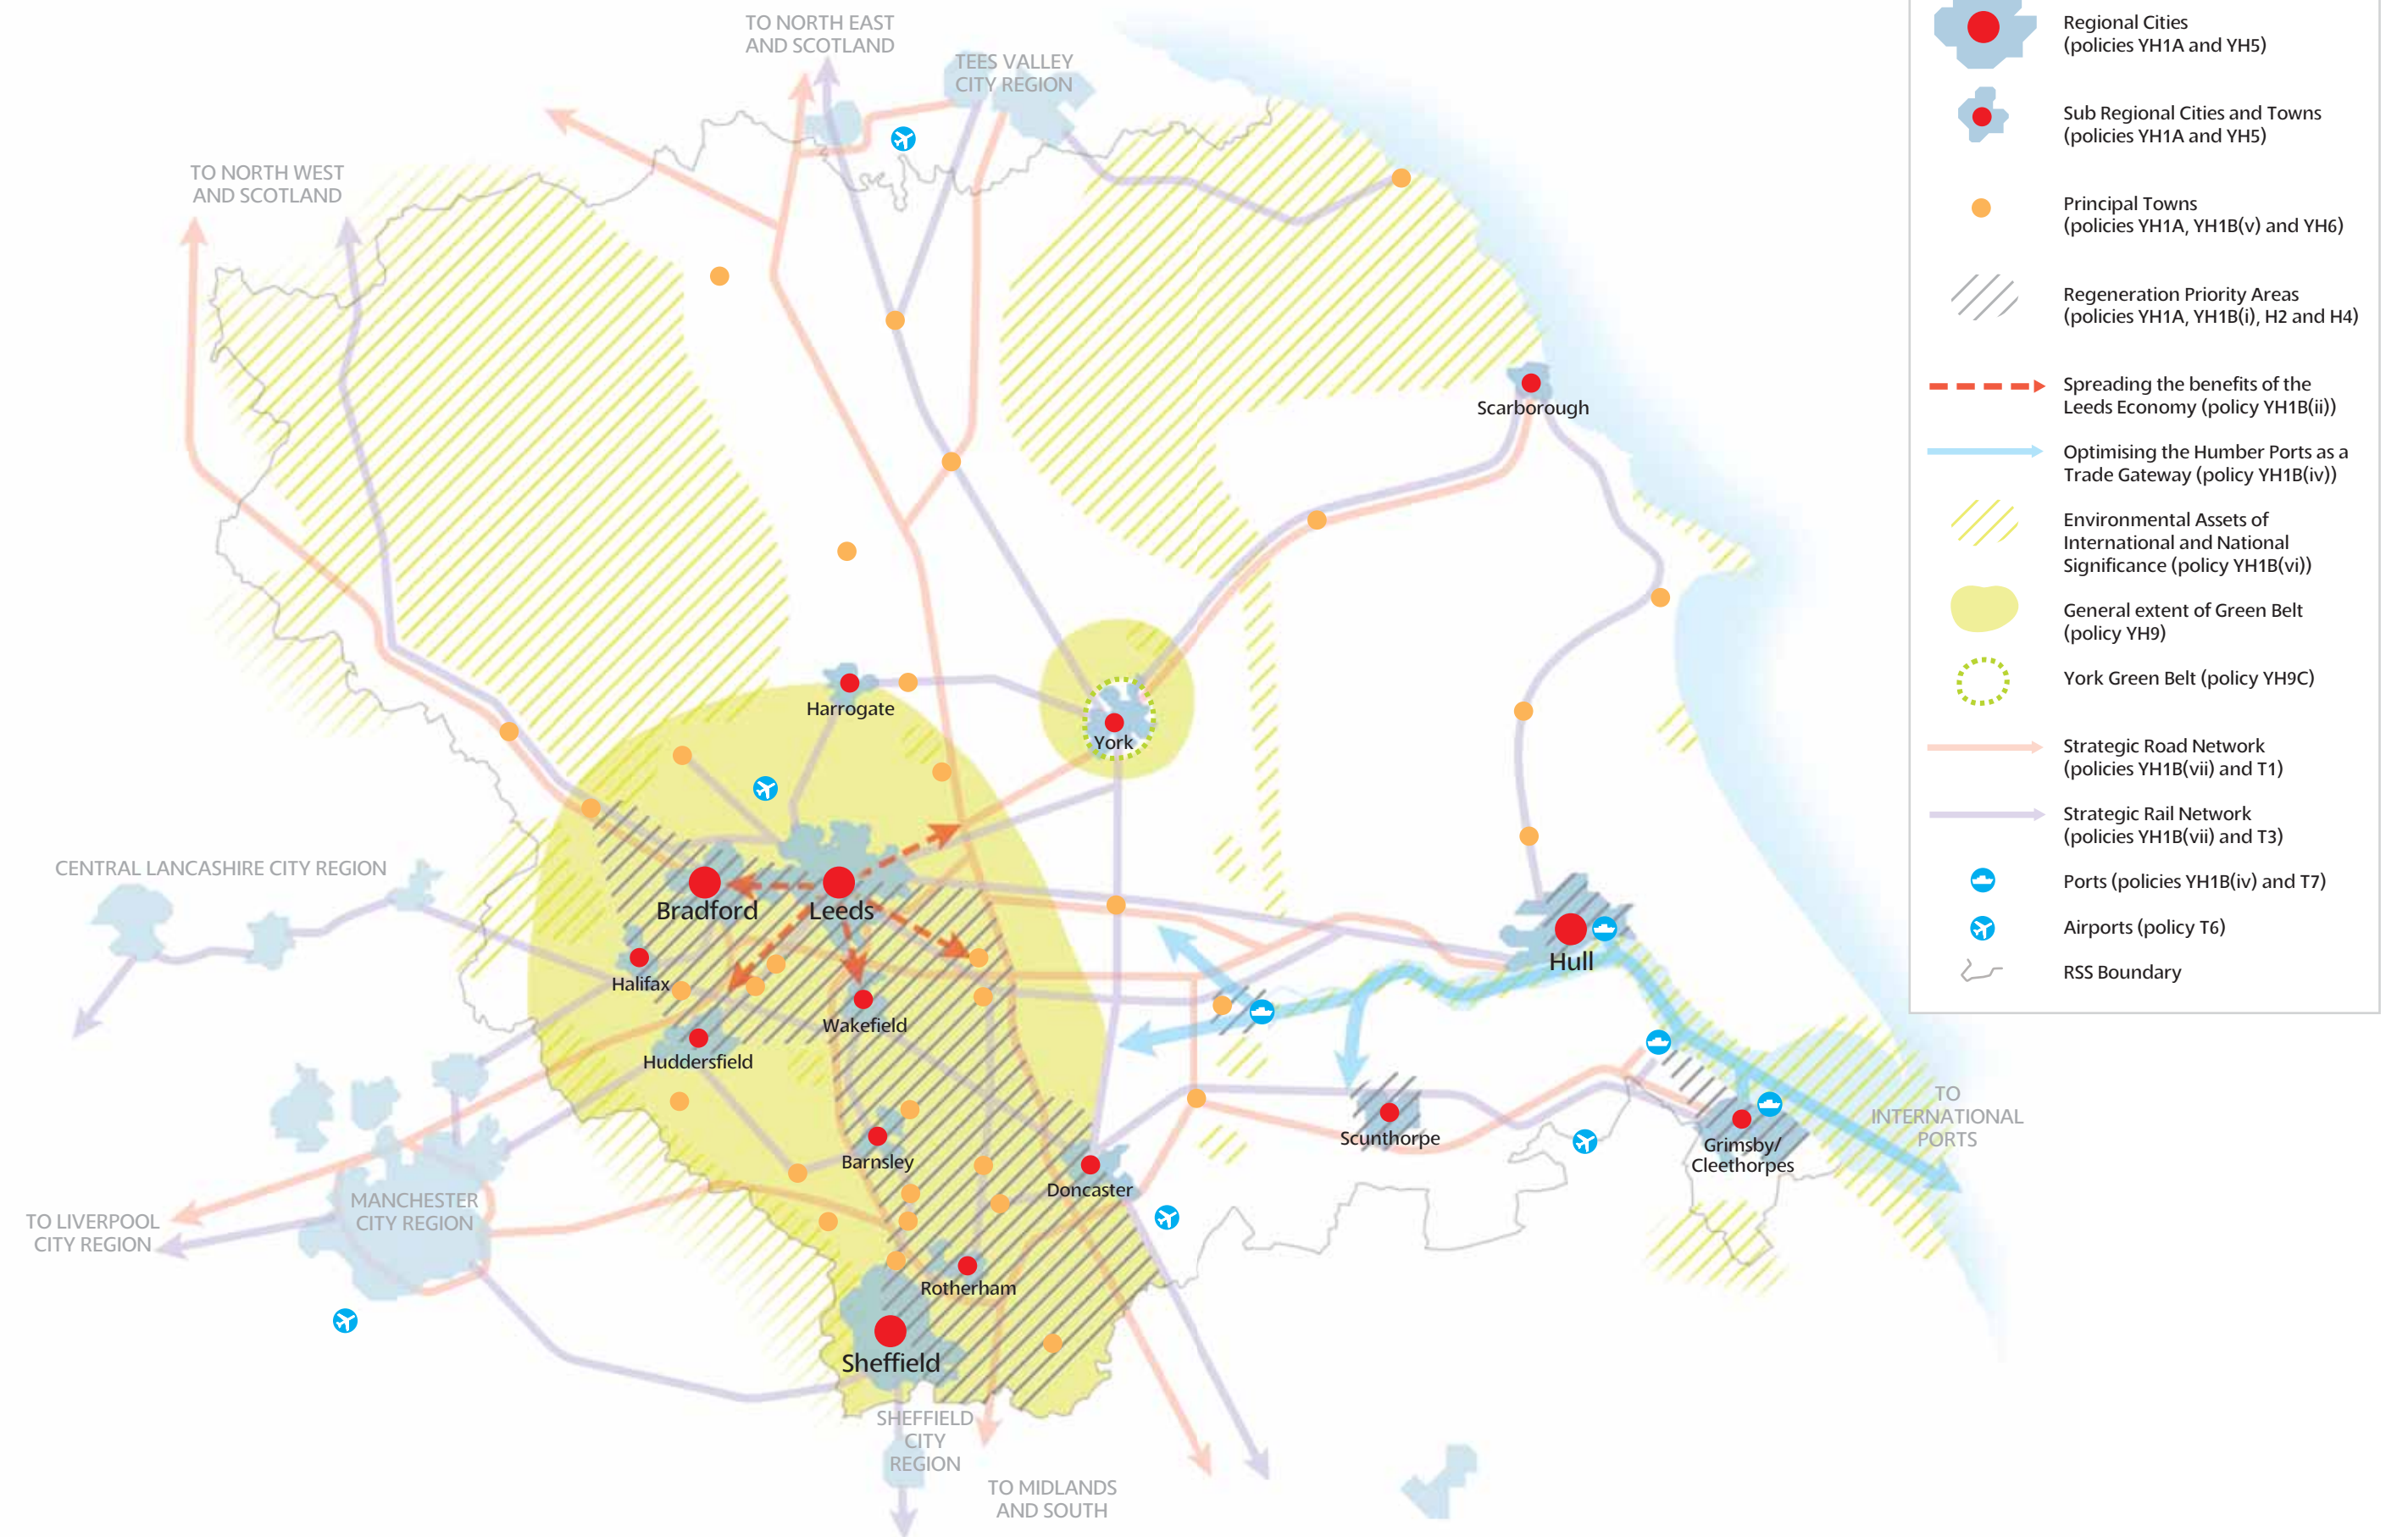 TO NORTH EAST
AND SCOTLAND
TEES VALLEY
CITY REGION
TO NORTH WEST
AND SCOTLAND
Scarborough
Harrogate
York
CENTRAL LANCASHIRE CITY REGION
Bradford
Leeds
Hull
Halifax
Wakefield
Huddersfield
TO
INTERNATIONAL
PORTS
Scunthorpe
Grimsby/
Cleethorpes
Barnsley
Doncaster
MANCHESTER
CITY REGION
TO LIVERPOOL
CITY REGION
Rotherham
Sheffield
SHEFFIELD
CITY
REGION
TO MIDLANDS
AND SOUTH
Regional Cities
(policies YH1A and YH5)
Sub Regional Cities and Towns
(policies YH1A and YH5)
Principal Towns
(policies YH1A, YH1B(v) and YH6)
Regeneration Priority Areas
(policies YH1A, YH1B(i), H2 and H4)
Spreading the benefits of the
Leeds Economy (policy YH1B(ii))
Optimising the Humber Ports as a
Trade Gateway (policy YH1B(iv))
Environmental Assets of
International and National
Significance (policy YH1B(vi))
General extent of Green Belt
(policy YH9)
York Green Belt (policy YH9C)
Strategic Road Network
(policies YH1B(vii) and T1)
Strategic Rail Network
(policies YH1B(vii) and T3)
Ports (policies YH1B(iv) and T7)
Airports (policy T6)
RSS Boundary